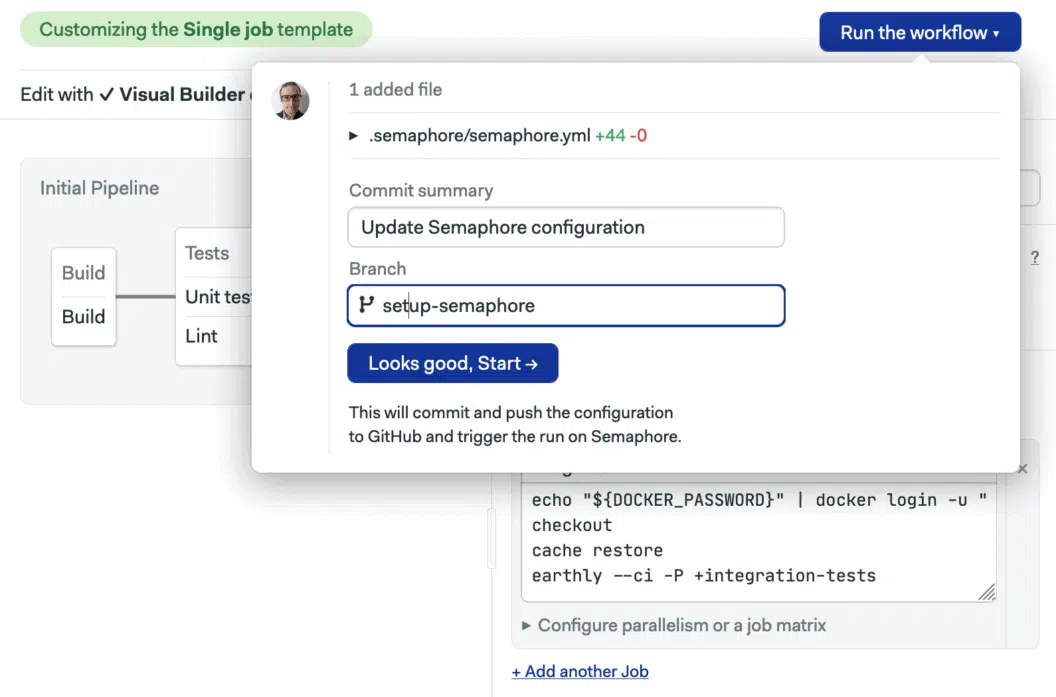 Customizing the Single job template
Run the workflow ▾
Edit with ✓ Visual Builder
1 added file
▶ .semaphore/semaphore.yml +44 -0
Initial Pipeline
Commit summary
Update Semaphore configuration
Branch
setup-semaphore
Build
Build
Tests
Unit tes
Lint
?
Looks good, Start →
This will commit and push the configuration
to GitHub and trigger the run on Semaphore.
×
echo "${DOCKER_PASSWORD}" | docker login -u "
checkout
cache restore
earthly --ci -P +integration-tests
▶ Configure parallelism or a job matrix
+ Add another Job